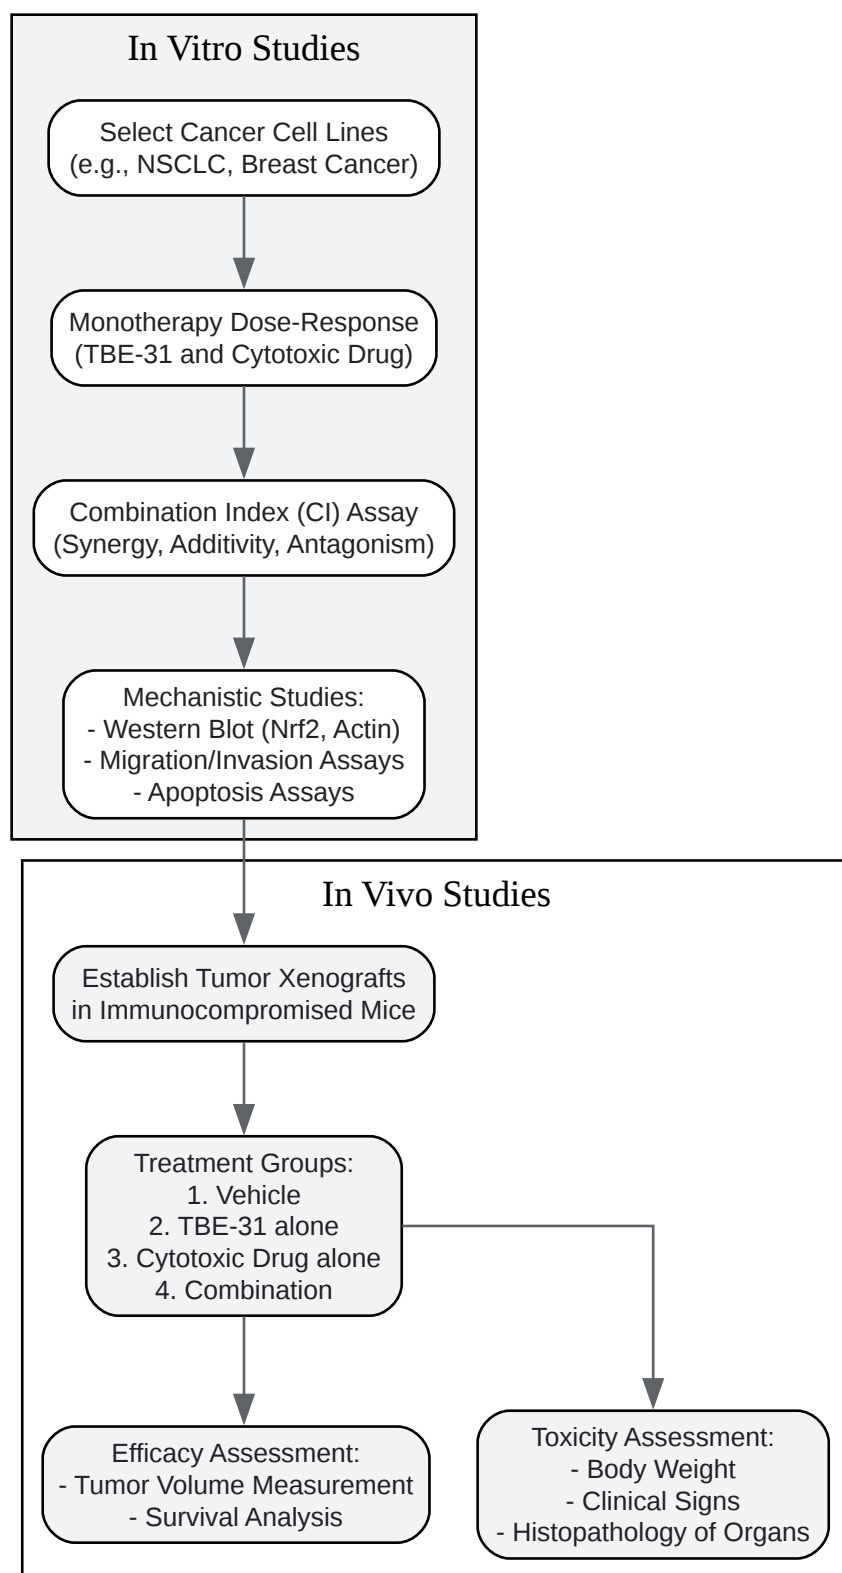 In Vitro Studies
Select Cancer Cell Lines
(e.g., NSCLC, Breast Cancer)
Monotherapy Dose-Response
(TBE-31 and Cytotoxic Drug)
Combination Index (CI) Assay
(Synergy, Additivity, Antagonism)
Mechanistic Studies:
- Western Blot (Nrf2, Actin)
- Migration/Invasion Assays
- Apoptosis Assays
In Vivo Studies
Establish Tumor Xenografts
in Immunocompromised Mice
Treatment Groups:
1. Vehicle
2. TBE-31 alone
3. Cytotoxic Drug alone
4. Combination
Efficacy Assessment:
- Tumor Volume Measurement
- Survival Analysis
Toxicity Assessment:
- Body Weight
- Clinical Signs
- Histopathology of Organs